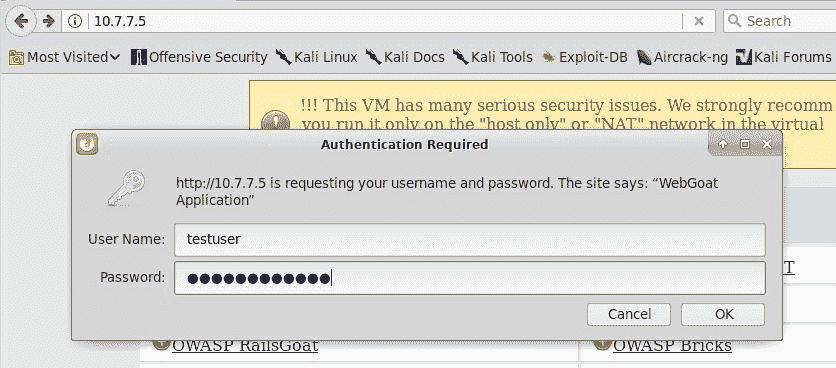 10.7.7.5
Search
Most Visited
Offensive Security
Kali Linux
Kali Docs
Kali Tools
Exploit-DB
Aircrack-ng
Kali Forums
!!! This VM has many serious security issues. We strongly recomm
you run it only on the "host only" or "NAT" network in the virtual
Authentication Required
http://10.7.7.5 is requesting your username and password. The site says: “WebGoat
Application”
User Name:
testuser
Password:
●●●●●●●●●●●●
Cancel
OK
T
OWASP RailsGoat
OWASP Bricks